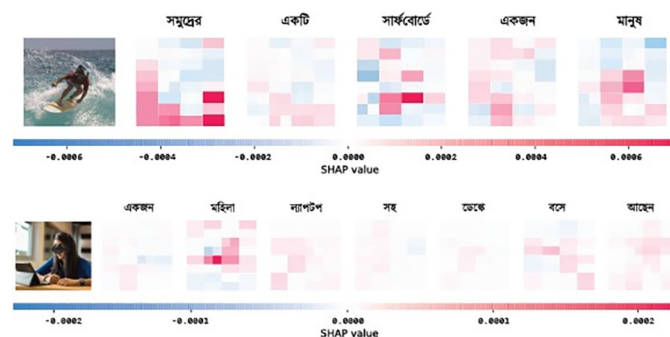 সমুদ্রের একটি সার্ফবোর্ডে একজন মানুষ
-0.0006 -0.0004 -0.0002 0.0000 0.0002 0.0004 0.0006
SHAP value
একজন মহিলা ল্যাপটপ সহ ডেস্কে বসে আছেন
-0.0002 -0.0001 0.0000 0.0001 0.0002
SHAP value